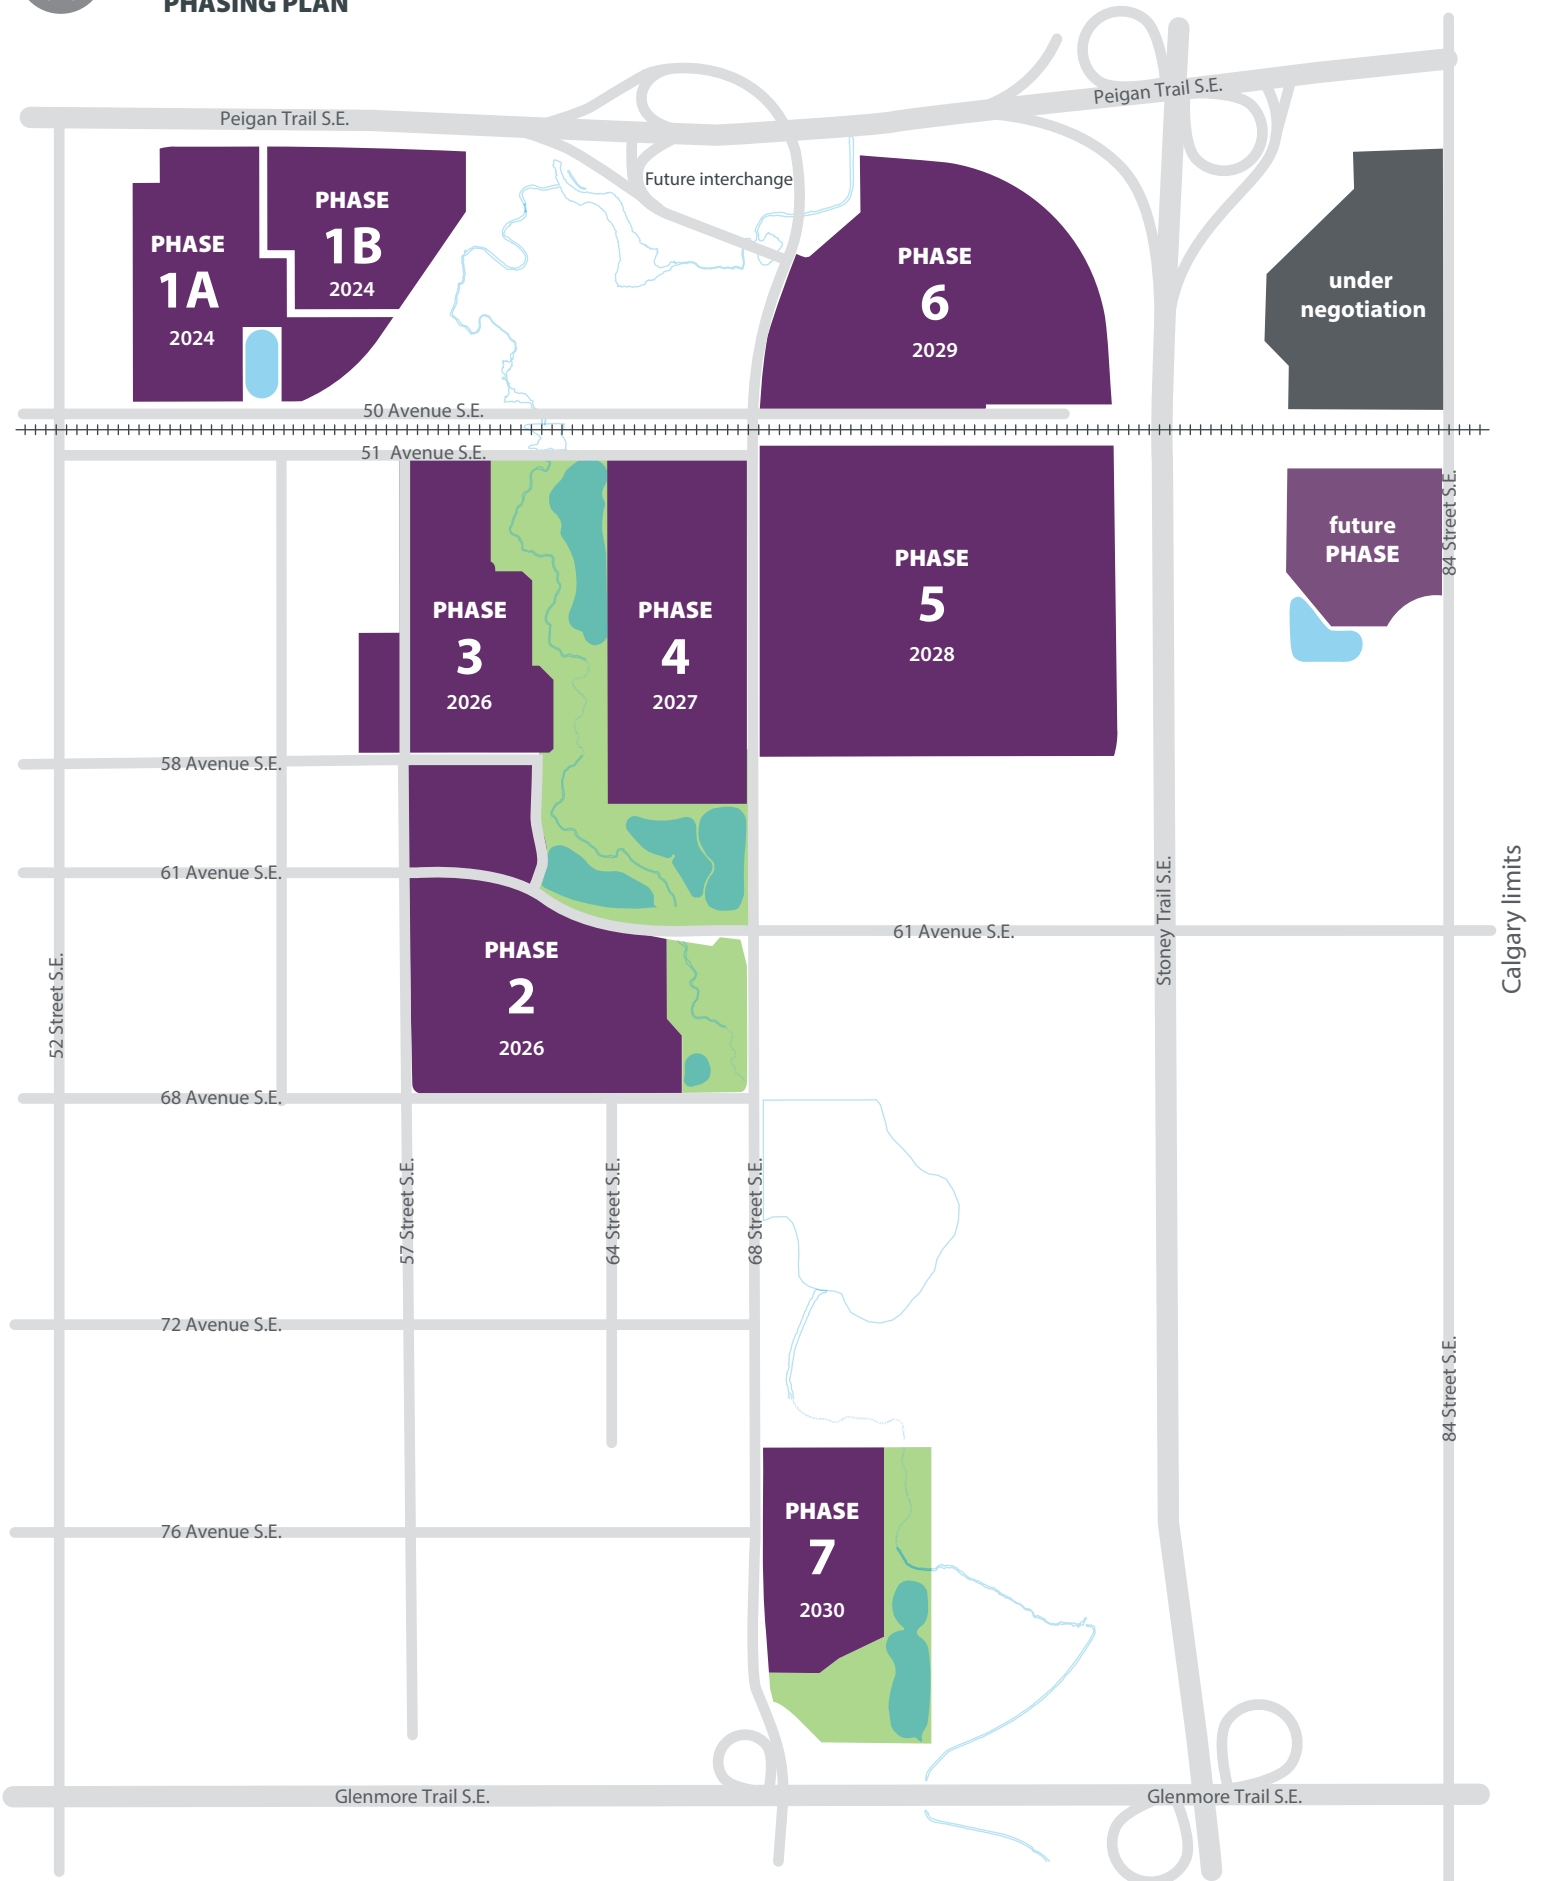 PHASING PLAN
Peigan Trail S.E.
Peigan Trail S.E.
Future interchange
PHASE
1A
2024
PHASE
1B
2024
PHASE
6
2029
under
negotiation
50 Avenue S.E.
51 Avenue S.E.
PHASE
3
2026
PHASE
4
2027
PHASE
5
2028
future
PHASE
84 Street S.E.
58 Avenue S.E.
61 Avenue S.E.
61 Avenue S.E.
PHASE
2
2026
52 Street S.E.
Stoney Trail S.E.
Calgary limits
68 Avenue S.E.
57 Street S.E.
64 Street S.E.
68 Street S.E.
72 Avenue S.E.
84 Street S.E.
76 Avenue S.E.
PHASE
7
2030
Glenmore Trail S.E.
Glenmore Trail S.E.